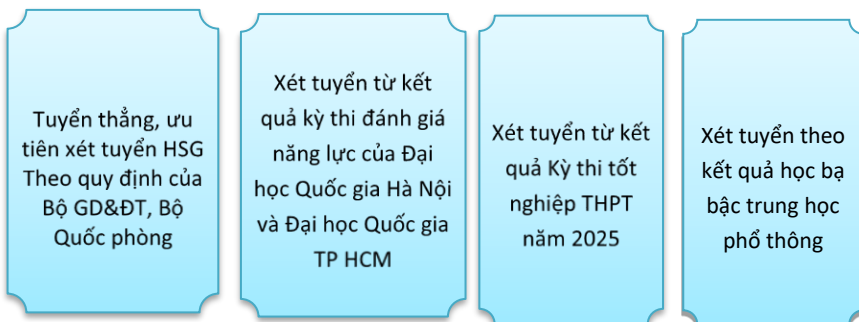 Tuyển thẳng, ưu
tiên xét tuyển HSG
Theo quy định của
Bộ GD&ĐT, Bộ
Quốc phòng
Xét tuyển từ kết
quả kỳ thi đánh giá
năng lực của Đại
học Quốc gia Hà Nội
và Đại học Quốc gia
TP HCM
Xét tuyển từ kết
quả Kỳ thi tốt
nghiệp THPT
năm 2025
Xét tuyển theo
kết quả học bạ
bậc trung học
phổ thông